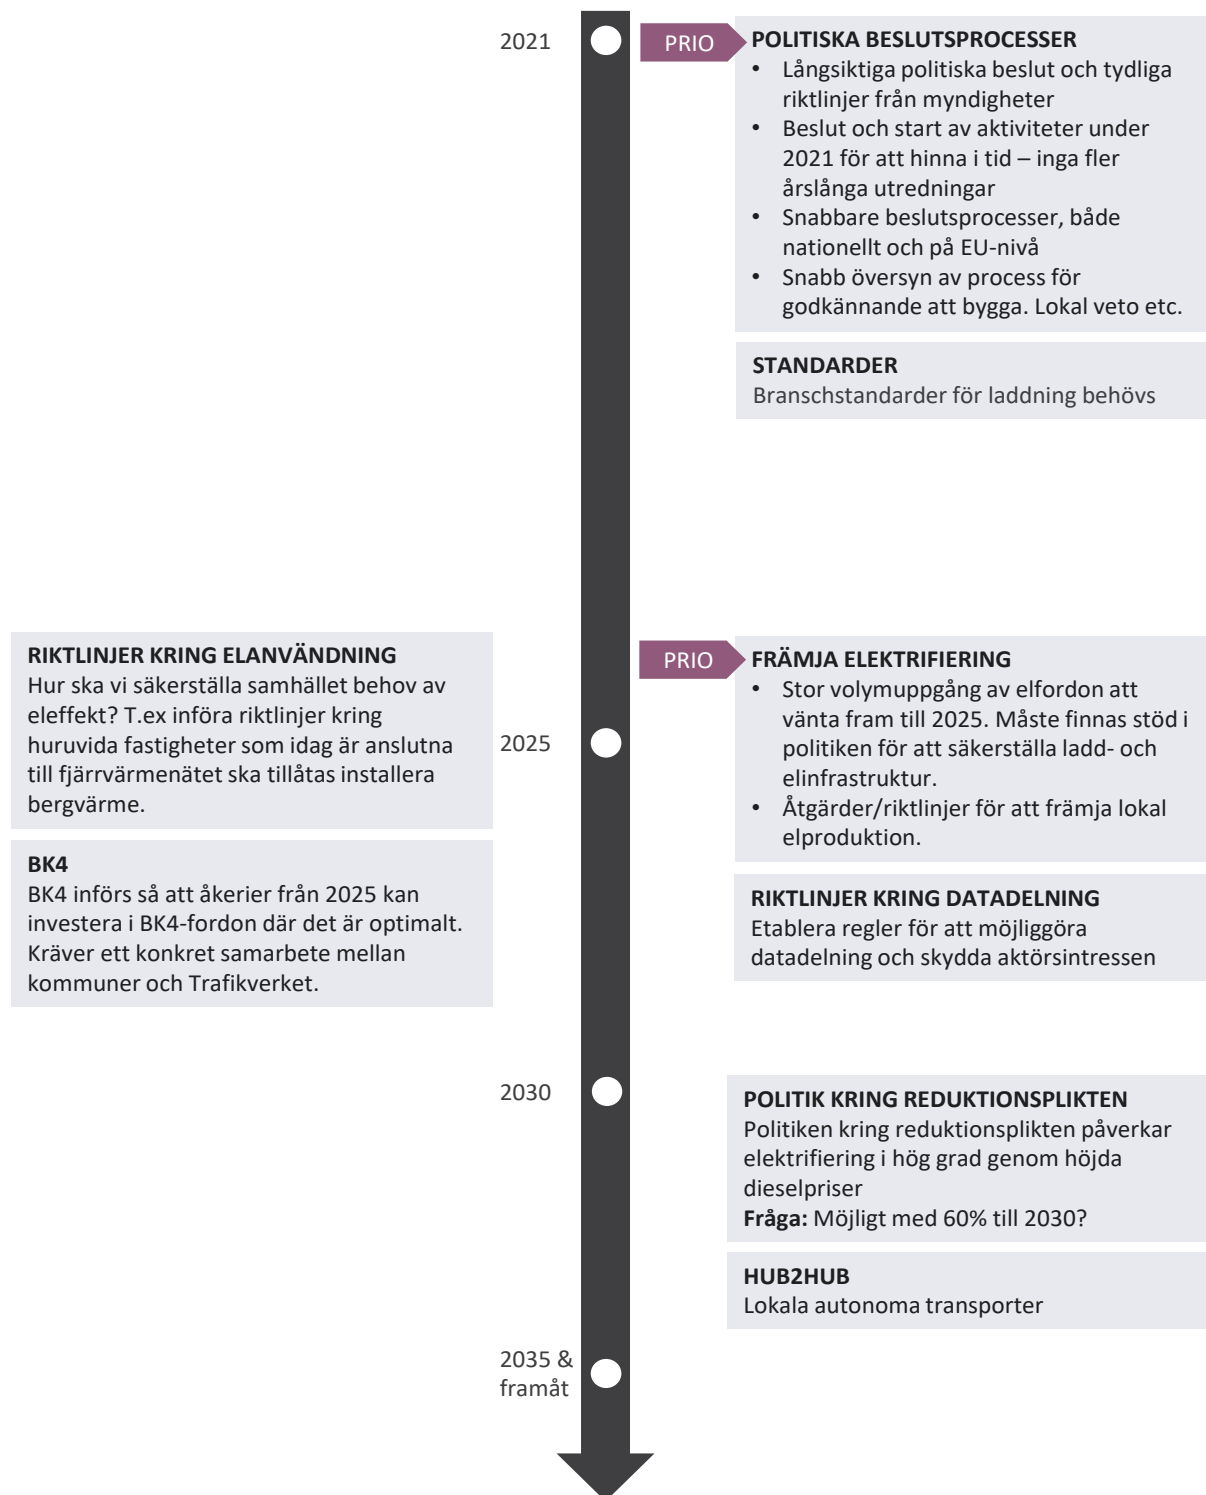 2021
PRIO
POLITISKA BESLUTSPROCESSER
• Långsiktiga politiska beslut och tydliga
riktlinjer från myndigheter
• Beslut och start av aktiviteter under
2021 för att hinna i tid – inga fler
årslånga utredningar
• Snabbare beslutsprocesser, både
nationellt och på EU-nivå
• Snabb översyn av process för
godkännande att bygga. Lokal veto etc.
STANDARDER
Branschstandarder för laddning behövs
RIKTLINJER KRING ELANVÄNDNING
Hur ska vi säkerställa samhället behov av
eleffekt? T.ex införa riktlinjer kring
huruvida fastigheter som idag är anslutna
till fjärrvärmenätet ska tillåtas installera
bergvärme.
BK4
BK4 införs så att åkerier från 2025 kan
investera i BK4-fordon där det är optimalt.
Kräver ett konkret samarbete mellan
kommuner och Trafikverket.
2025
PRIO
FRÄMJA ELEKTRIFIERING
• Stor volymuppgång av elfordon att
vänta fram till 2025. Måste finnas stöd i
politiken för att säkerställa ladd- och
elinfrastruktur.
• Åtgärder/riktlinjer för att främja lokal
elproduktion.
RIKTLINJER KRING DATADELNING
Etablera regler för att möjliggöra
datadelning och skydda aktörsintressen
2030
POLITIK KRING REDUKTIONSPLIKTEN
Politiken kring reduktionsplikten påverkar
elektrifiering i hög grad genom höjda
dieselpriser
Fråga: Möjligt med 60% till 2030?
HUB2HUB
Lokala autonoma transporter
2035 &
framåt